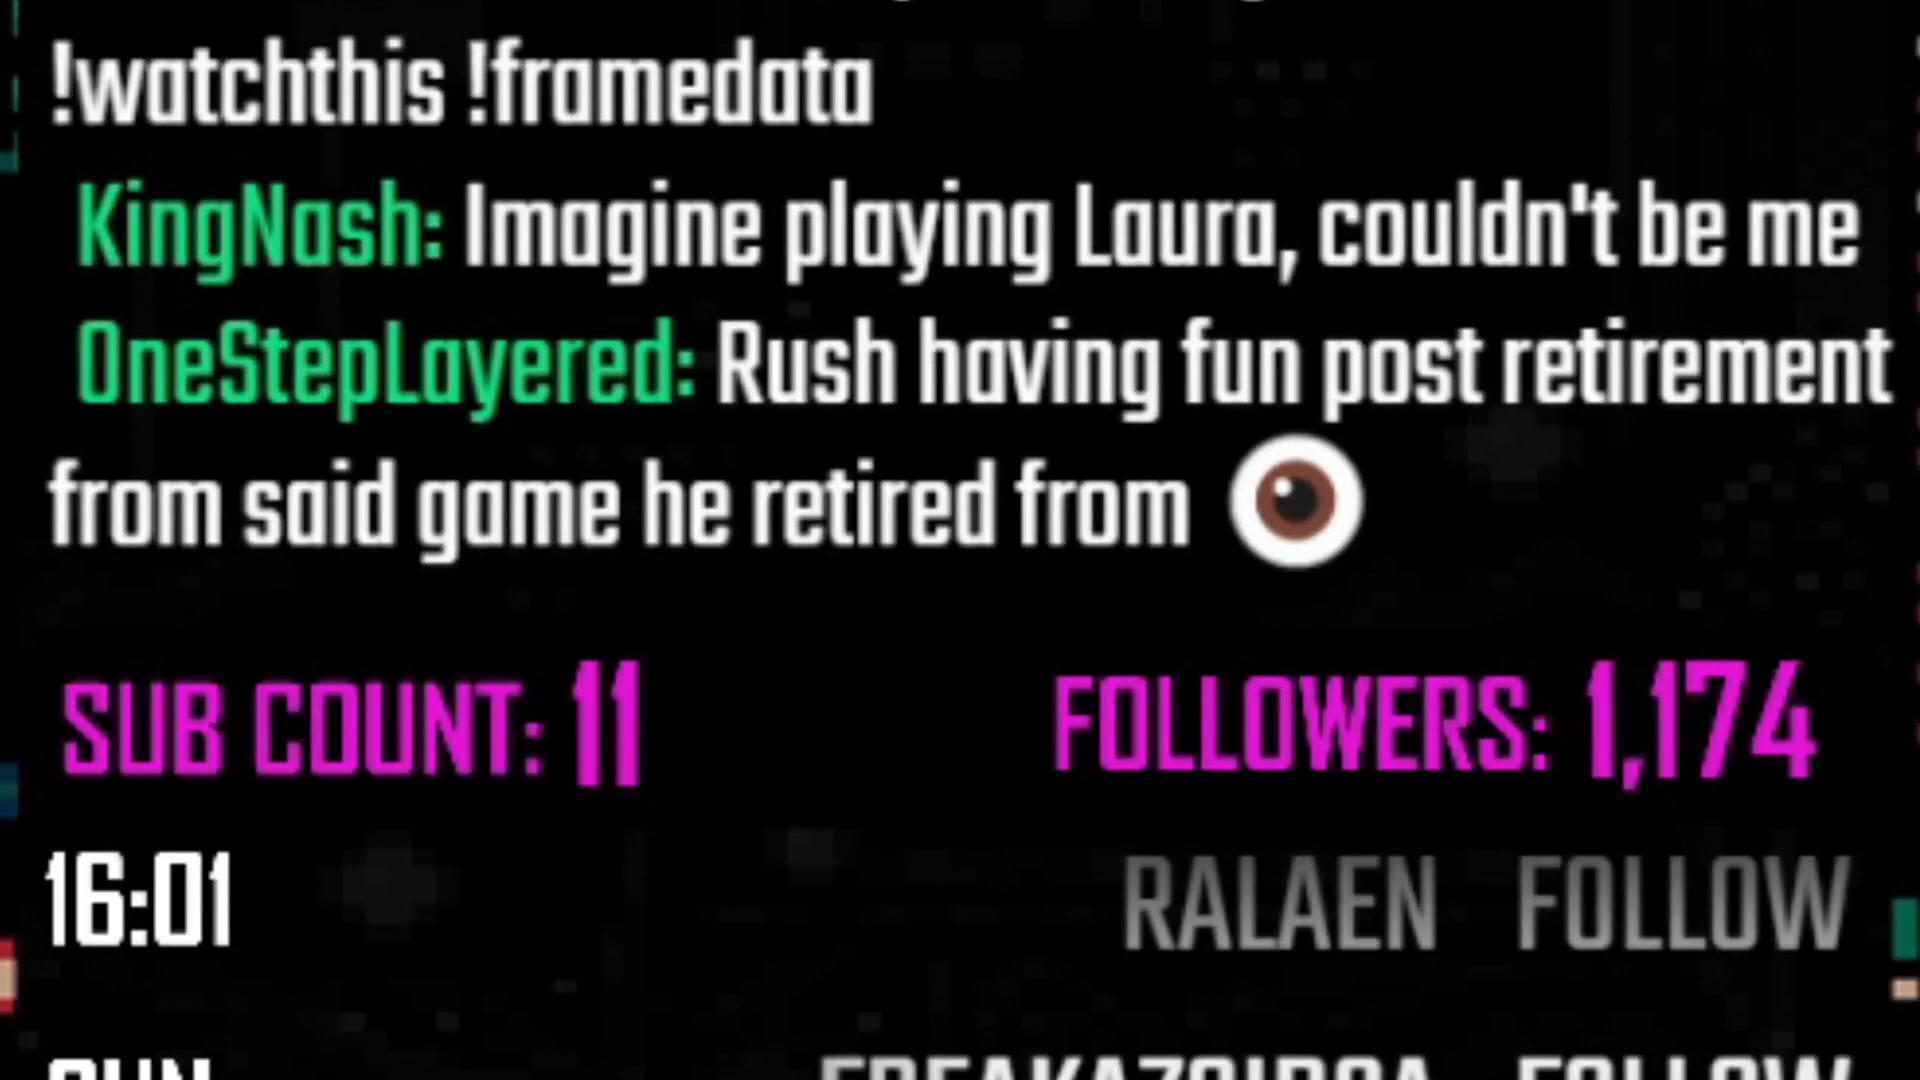 !watchthis !framedata
KingNash: Imagine playing Laura, couldn't be me
OneStepLayered: Rush having fun post retirement
from said game he retired from
SUB COUNT: 11 FOLLOWERS: 1,174
16:01 RALAEN FOLLOW
FOLLOW